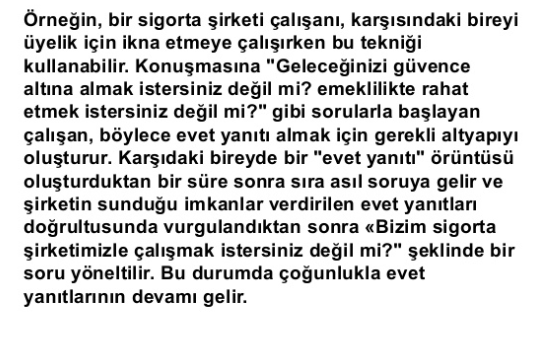 Örneğin, bir sigorta şirketi çalışanı, karşısındaki bireyi
üyelik için ikna etmeye çalışırken bu tekniği
kullanabilir. Konuşmasına "Geleceğinizi güvence
altına almak istersiniz değil mi? emeklilikte rahat
etmek istersiniz değil mi?" gibi sorularla başlayan
çalışan, böylece evet yanıtı almak için gerekli altyapıyı
oluşturur. Karşıdaki bireyde bir "evet yanıtı" örüntüsü
oluşturduktan bir süre sonra sıra asıl soruya gelir ve
şirketin sunduğu imkanlar verdirilen evet yanıtları
doğrultusunda vurgulandıktan sonra «Bizim sigorta
şirketimizle çalışmak istersiniz değil mi?" şeklinde bir
soru yöneltilir. Bu durumda çoğunlukla evet
yanıtlarının devamı gelir.